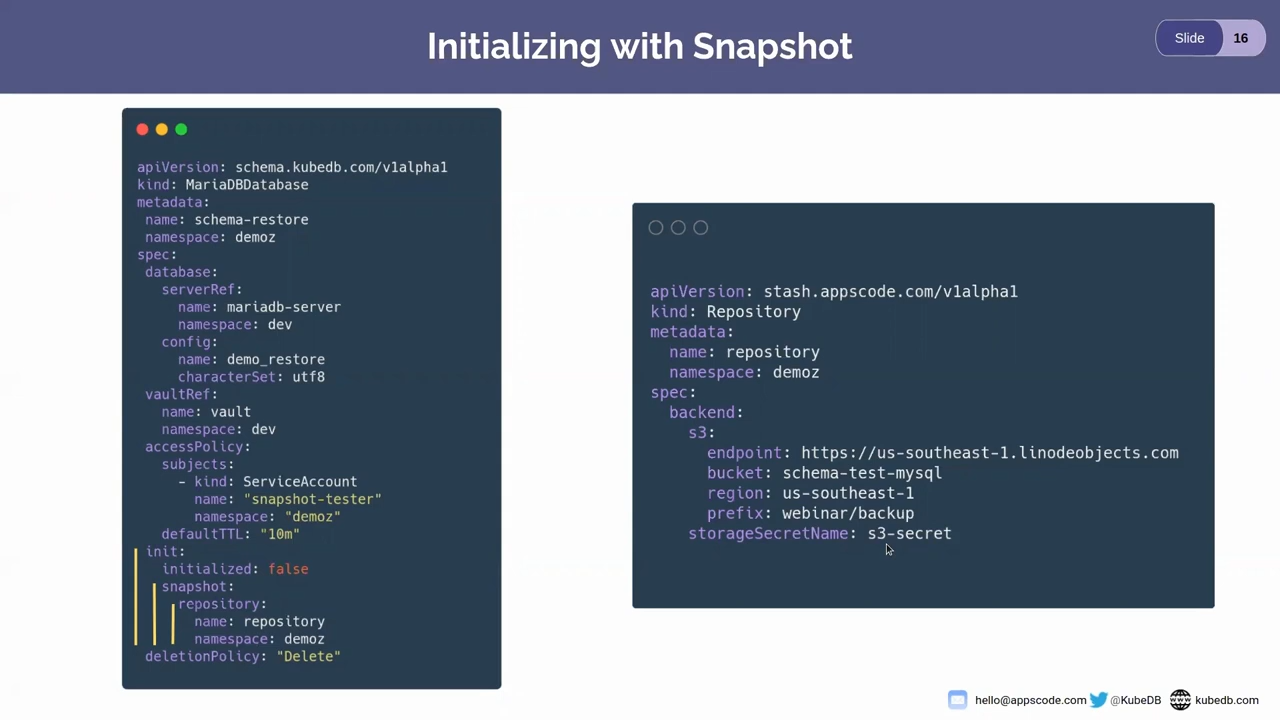 Initializing with Snapshot
Slide 16
apiVersion: schema.kubedb.com/v1alpha1
kind: MariaDBDatabase
metadata:
 name: schema-restore
 namespace: demoz
spec:
 database:
   serverRef:
     name: mariadb-server
     namespace: dev
   config:
     name: demo_restore
     characterSet: utf8
 vaultRef:
   name: vault
   namespace: dev
 accessPolicy:
   subjects:
     - kind: ServiceAccount
       name: "snapshot-tester"
       namespace: "demoz"
   defaultTTL: "10m"
 init:
   initialized: false
   snapshot:
     repository:
       name: repository
       namespace: demoz
 deletionPolicy: "Delete"
apiVersion: stash.appscode.com/v1alpha1
kind: Repository
metadata:
  name: repository
  namespace: demoz
spec:
  backend:
    s3:
      endpoint: https://us-southeast-1.linodeobjects.com
      bucket: schema-test-mysql
      region: us-southeast-1
      prefix: webinar/backup
    storageSecretName: s3-secret
hello@appscode.com @KubeDB kubedb.com